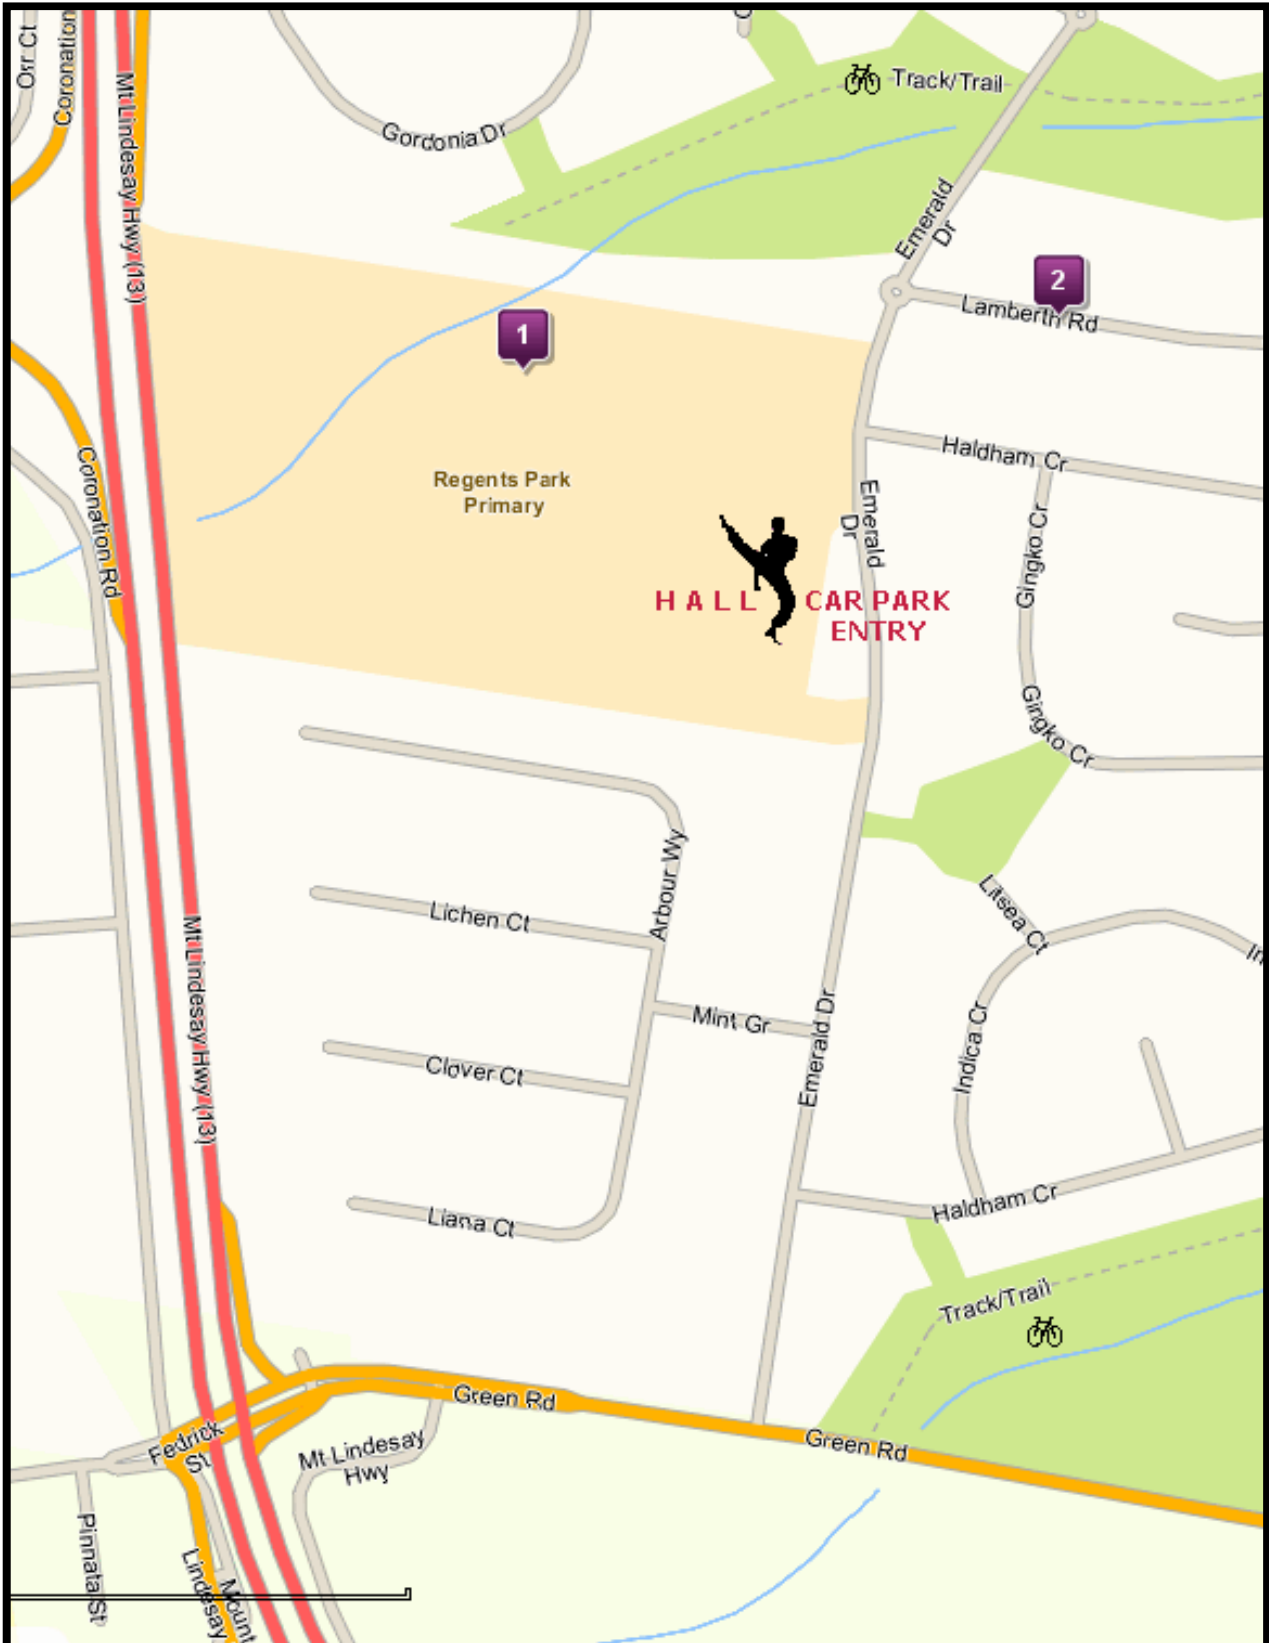 Orr Ct
Coronation
Mt Lindesay Hwy (13)
Gordonia Dr
Track/Trail
Emerald
Dr
2
Lamberth Rd
1
Coronation Rd
Regents Park
Primary
Haldham Cr
Emerald
Dr
Gingko Cr
HALL
CAR PARK
ENTRY
Gingko Cr
Arbour Wy
Lichen Ct
Litsea Ct
In
Mt Lindesay Hwy (13)
Mint Gr
Emerald Dr
Indica Cr
Clover Ct
Liana Ct
Haldham Cr
Track/Trail
Green Rd
Fedrick
St
Mt Lindesay
Hwy
Green Rd
Pinnata St
Lindesay
Mount